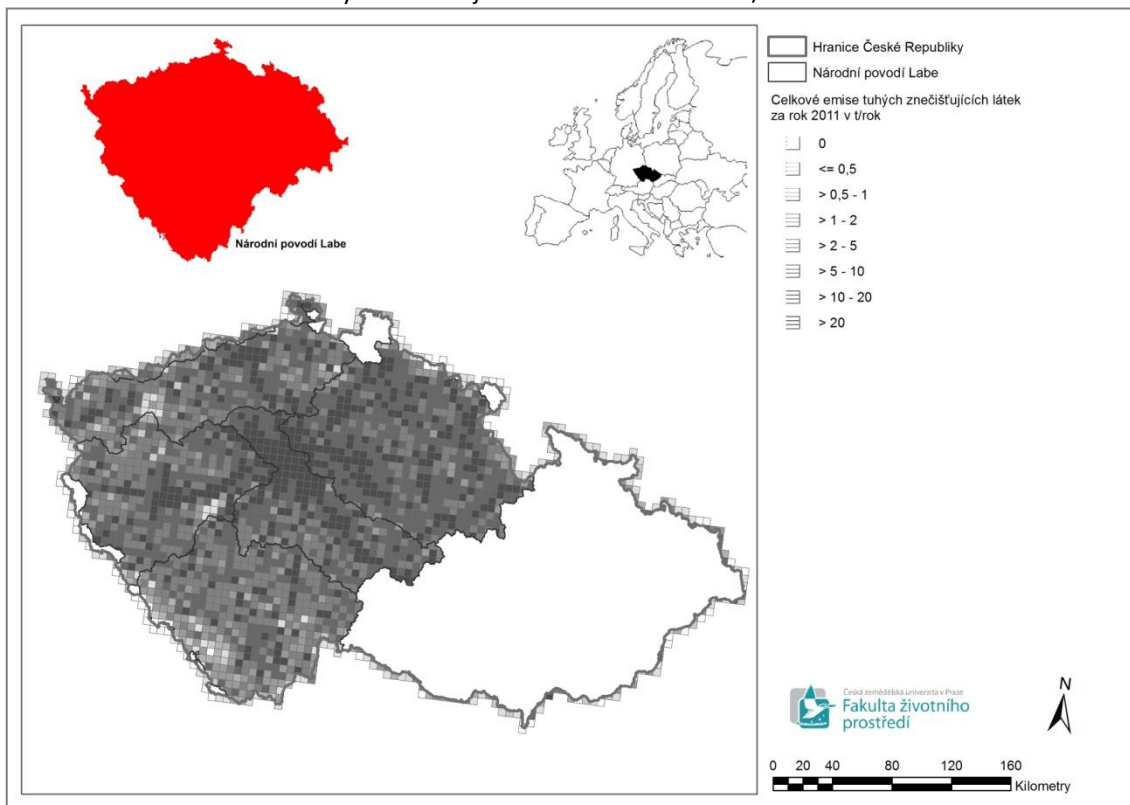 Národní povodí Labe
Hranice České Republiky
Národní povodí Labe
Celkové emise tuhých znečišťujících látek
za rok 2011 v t/rok
0
<= 0,5
> 0,5 - 1
> 1 - 2
> 2 - 5
> 5 - 10
> 10 - 20
> 20
Česká zemědělská univerzita v Praze
Fakulta životního
prostředí
N
0 20 40 80 120 160
Kilometry